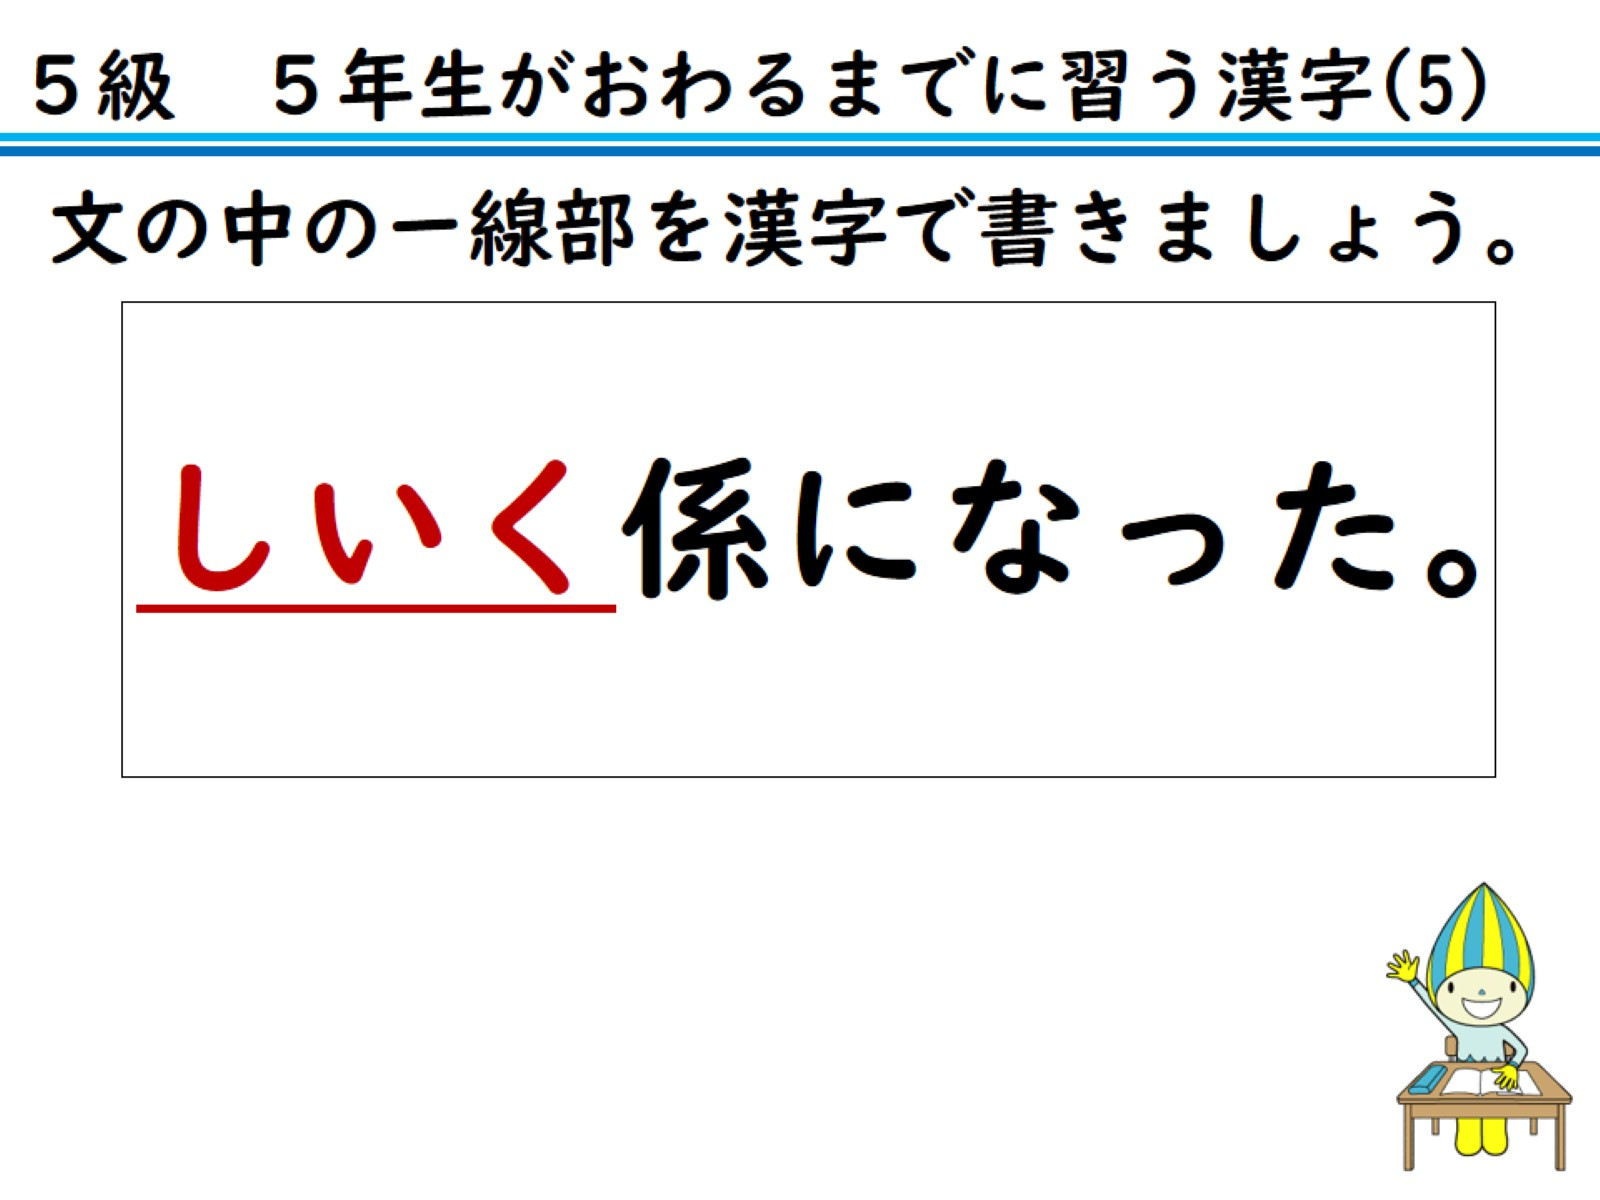 ５級　５年生がおわるまでに習う漢字(5)
文の中の―線部を漢字で書きましょう。
しいく係になった。